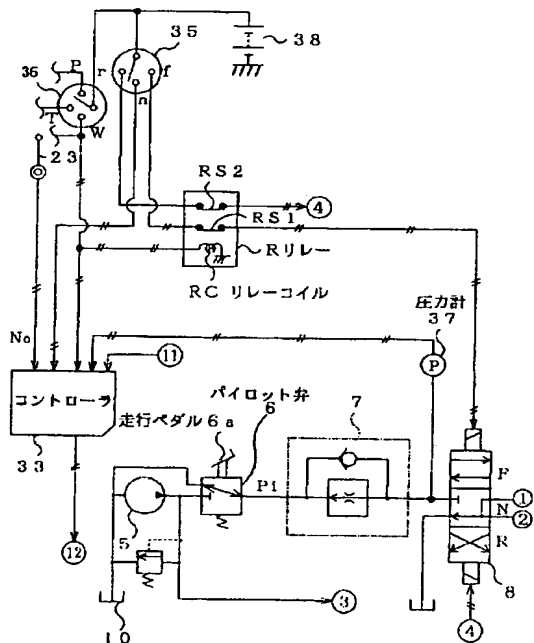 35
38
P
r
f
36
n
T
W
23
RS2
④
RS1
Rリレー
RC リレーコイル
圧力計
37
P
No
⑪
コントローラ
33
走行ペダル6a
パイロット弁
6
7
P1
F
①
N
②
R
5
8
⑫
③
10
④